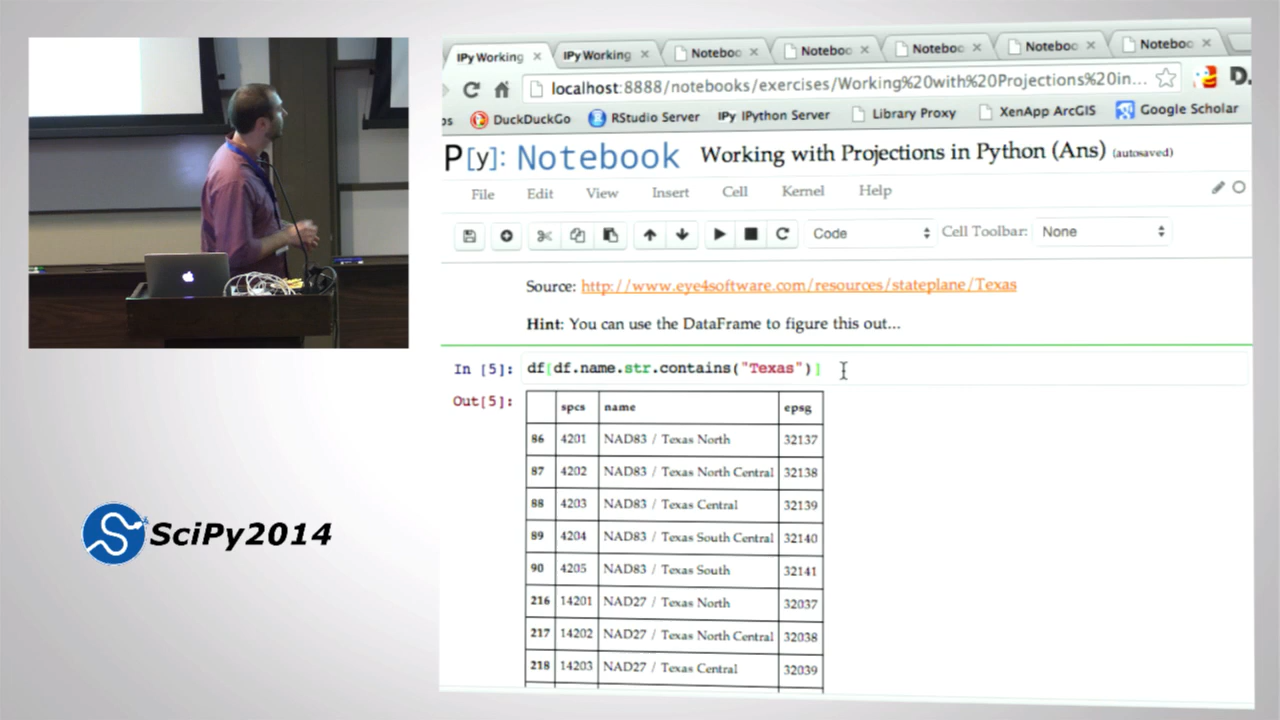 IPy Working × IPy Working × Noteboo × Noteboo × Noteboo × Noteboo × Noteboo ×
localhost:8888/notebooks/exercises/Working%20with%20Projections%20in...
DuckDuckGo RStudio Server IPy IPython Server Library Proxy XenApp ArcGIS Google Scholar
P[y]: Notebook Working with Projections in Python (Ans) (autosaved)
File Edit View Insert Cell Kernel Help
Code Cell Toolbar: None
Source: http://www.eye4software.com/resources/stateplane/Texas
Hint: You can use the DataFrame to figure this out...
In [5]: df[df.name.str.contains("Texas")]
Out[5]:
spcs name epsg
86 4201 NAD83 / Texas North 32137
87 4202 NAD83 / Texas North Central 32138
88 4203 NAD83 / Texas Central 32139
89 4204 NAD83 / Texas South Central 32140
90 4205 NAD83 / Texas South 32141
216 14201 NAD27 / Texas North 32037
217 14202 NAD27 / Texas North Central 32038
218 14203 NAD27 / Texas Central 32039
SciPy2014